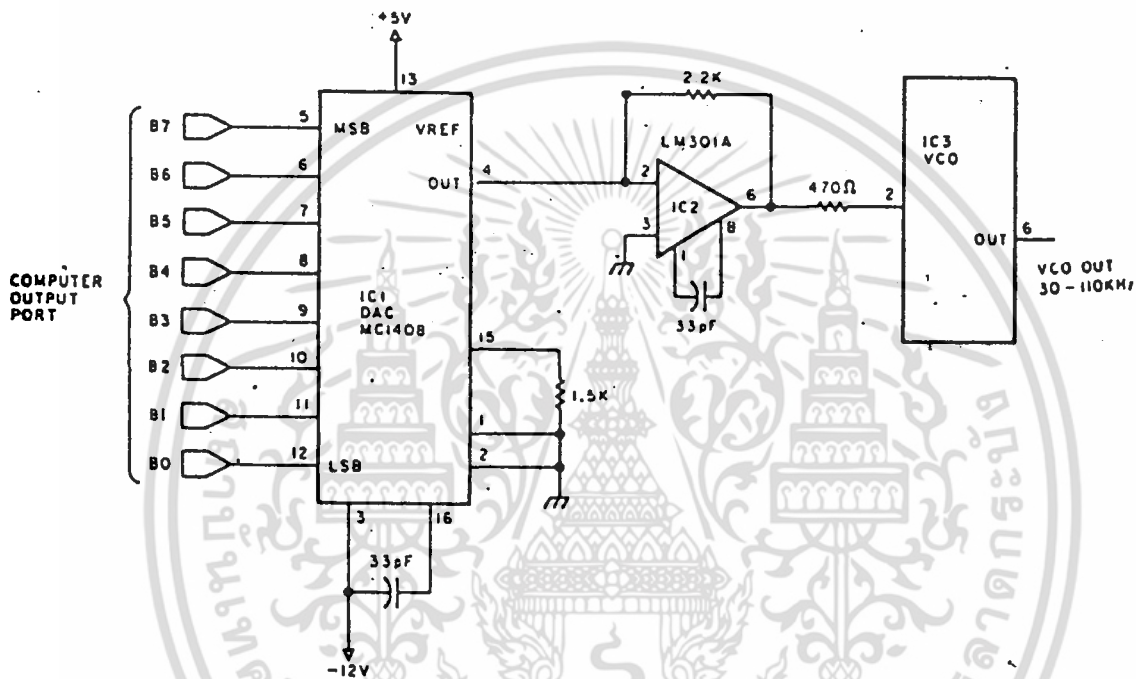 +5V
13
B7
5
MSB
VREF
B6
6
OUT
4
B5
7
B4
8
B3
9
B2
10
B1
11
B0
12
LSB
COMPUTER
OUTPUT
PORT
IC1
DAC
MC1408
15
1.5K
1
2
3
16
33pF
-12V
2.2K
LM301A
2
3
IC2
6
8
1
33pF
470Ω
2
IC3
VCO
OUT
6
1
VCO OUT
30-110KHz